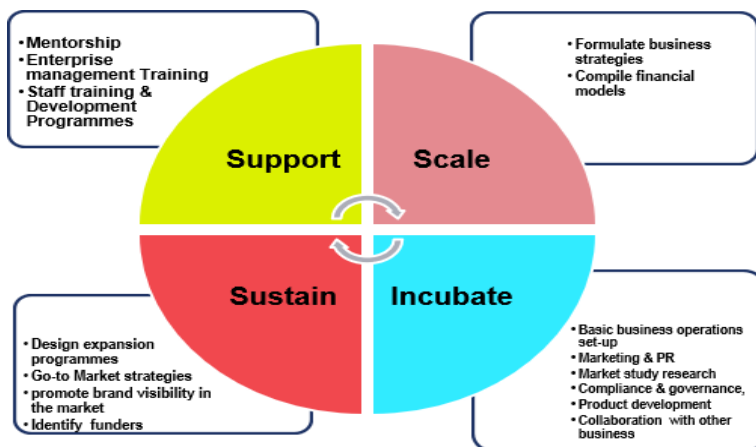 • Mentorship
• Enterprise
management Training
• Staff training &
Development
Programmes
• Formulate business
strategies
• Compile financial
models
Support
Scale
Sustain
Incubate
• Design expansion
programmes
• Go-to Market strategies
• promote brand visibility in
the market
• Identify funders
• Basic business operations
set-up
• Marketing & PR
• Market study research
• Compliance & governance,
• Product development
• Collaboration with other
business